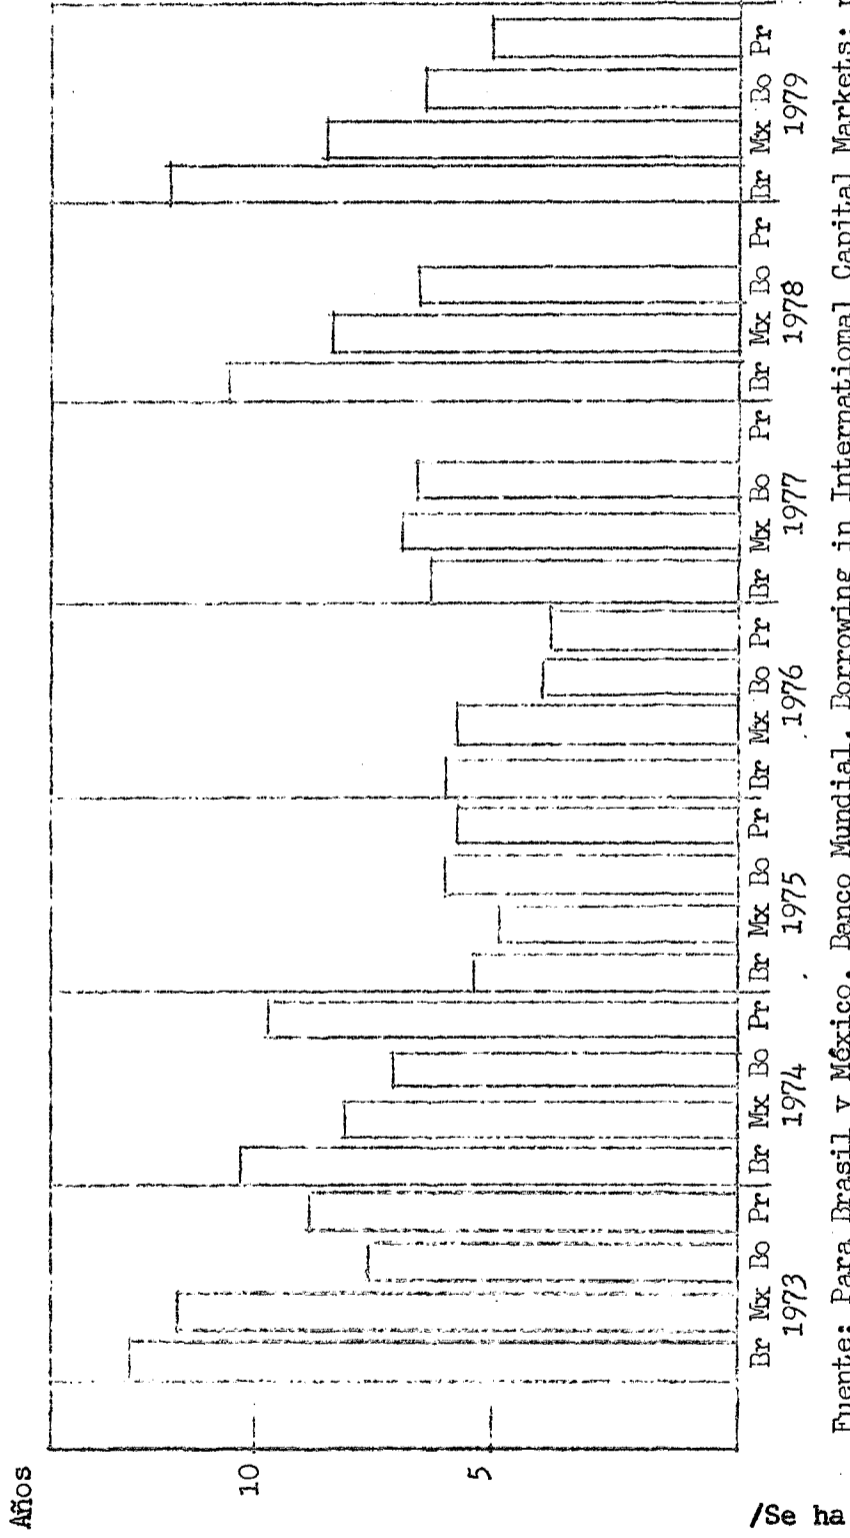 Años
10
5
Br Mx Bo Pr Br Mx Bo Pr Br Mx Bo Pr Br Mx Bo Pr Br Mx Bo Pr Br Mx Bo Pr Br Mx Bo Pr
1973 1974 1975 1976 1977 1978 1979
Fuente: Para Brasil y México, Banco Mundial, Borrowing in International Capital Markets;
/Se ha